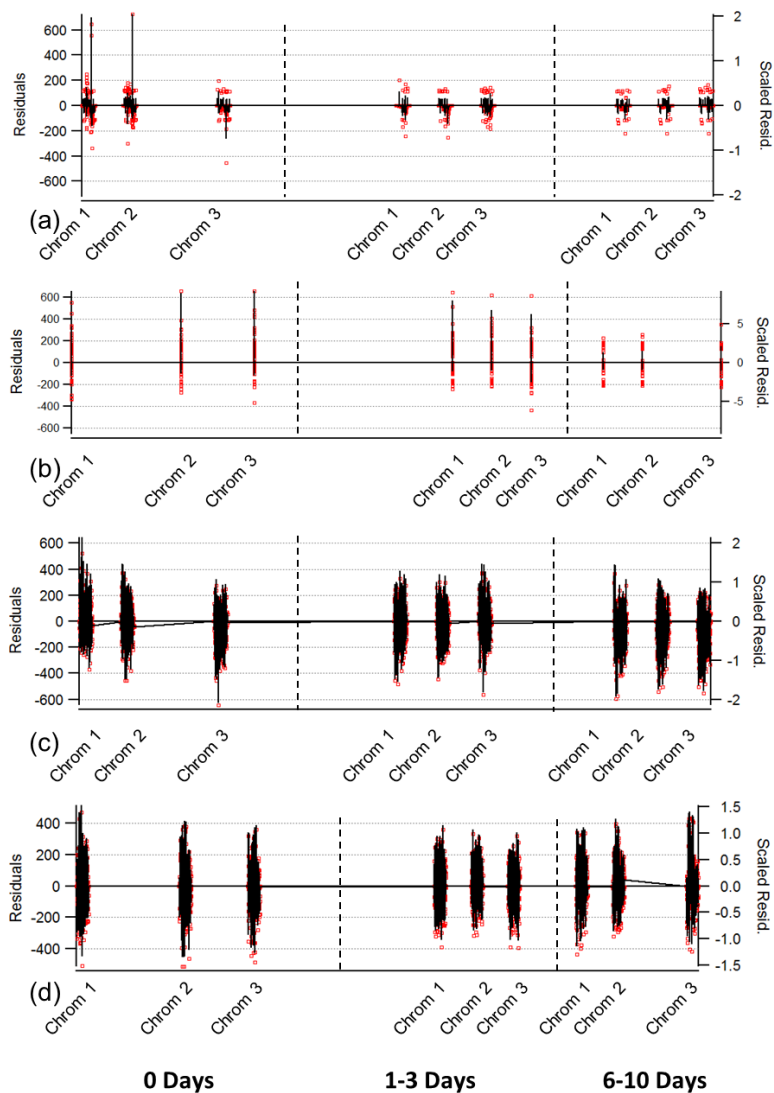 600
400
200
0
-200
-400
-600
Residuals
2
1
0
-1
-2
Scaled Resid.
(a)
Chrom 1
Chrom 2
Chrom 3
Chrom 1
Chrom 2
Chrom 3
Chrom 1
Chrom 2
Chrom 3
600
400
200
0
-200
-400
-600
Residuals
5
0
-5
Scaled Resid.
(b)
Chrom 1
Chrom 2
Chrom 3
Chrom 1
Chrom 2
Chrom 3
Chrom 1
Chrom 2
Chrom 3
600
400
200
0
-200
-400
-600
Residuals
2
1
0
-1
-2
Scaled Resid.
(c)
Chrom 1
Chrom 2
Chrom 3
Chrom 1
Chrom 2
Chrom 3
Chrom 1
Chrom 2
Chrom 3
400
200
0
-200
-400
Residuals
1.5
1.0
0.5
0.0
-0.5
-1.0
-1.5
Scaled Resid.
(d)
Chrom 1
Chrom 2
Chrom 3
Chrom 1
Chrom 2
Chrom 3
Chrom 1
Chrom 2
Chrom 3
0 Days
1-3 Days
6-10 Days